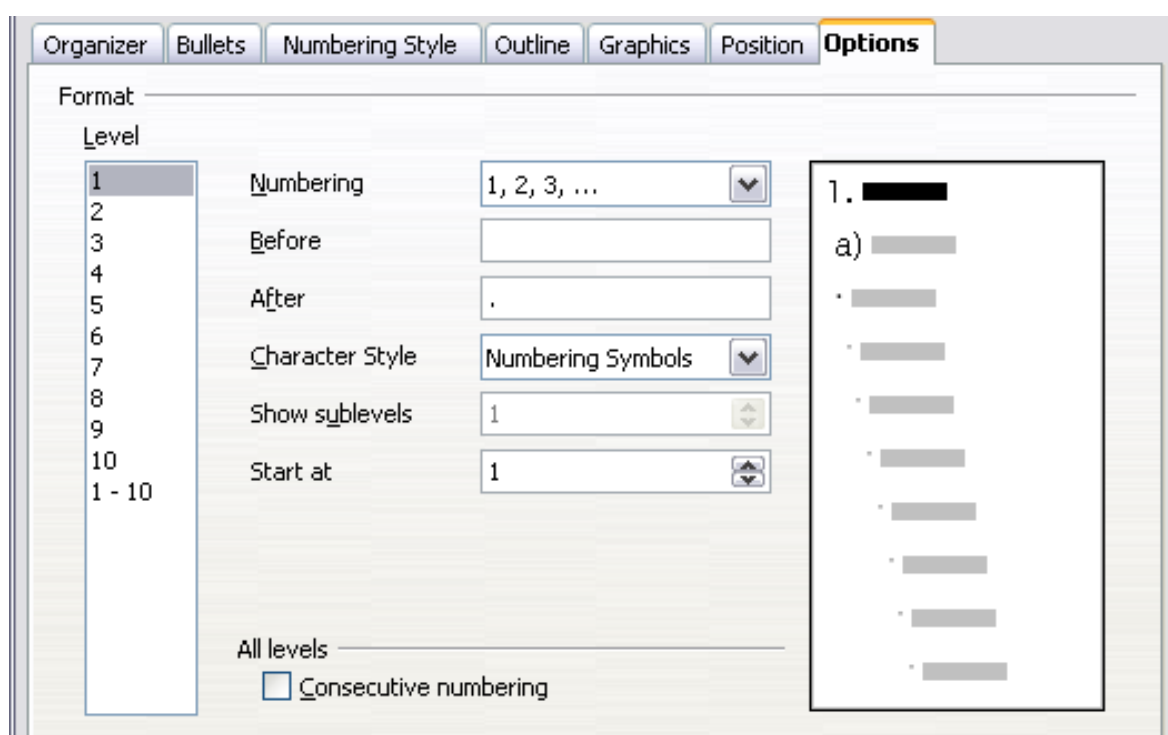 Organizer Bullets Numbering Style Outline Graphics Position Options
Format
Level
1
2
3
4
5
6
7
8
9
10
1 - 10
Numbering 1, 2, 3, ...
Before
After .
Character Style Numbering Symbols
Show sublevels 1
Start at 1
All levels
Consecutive numbering
1.
a)